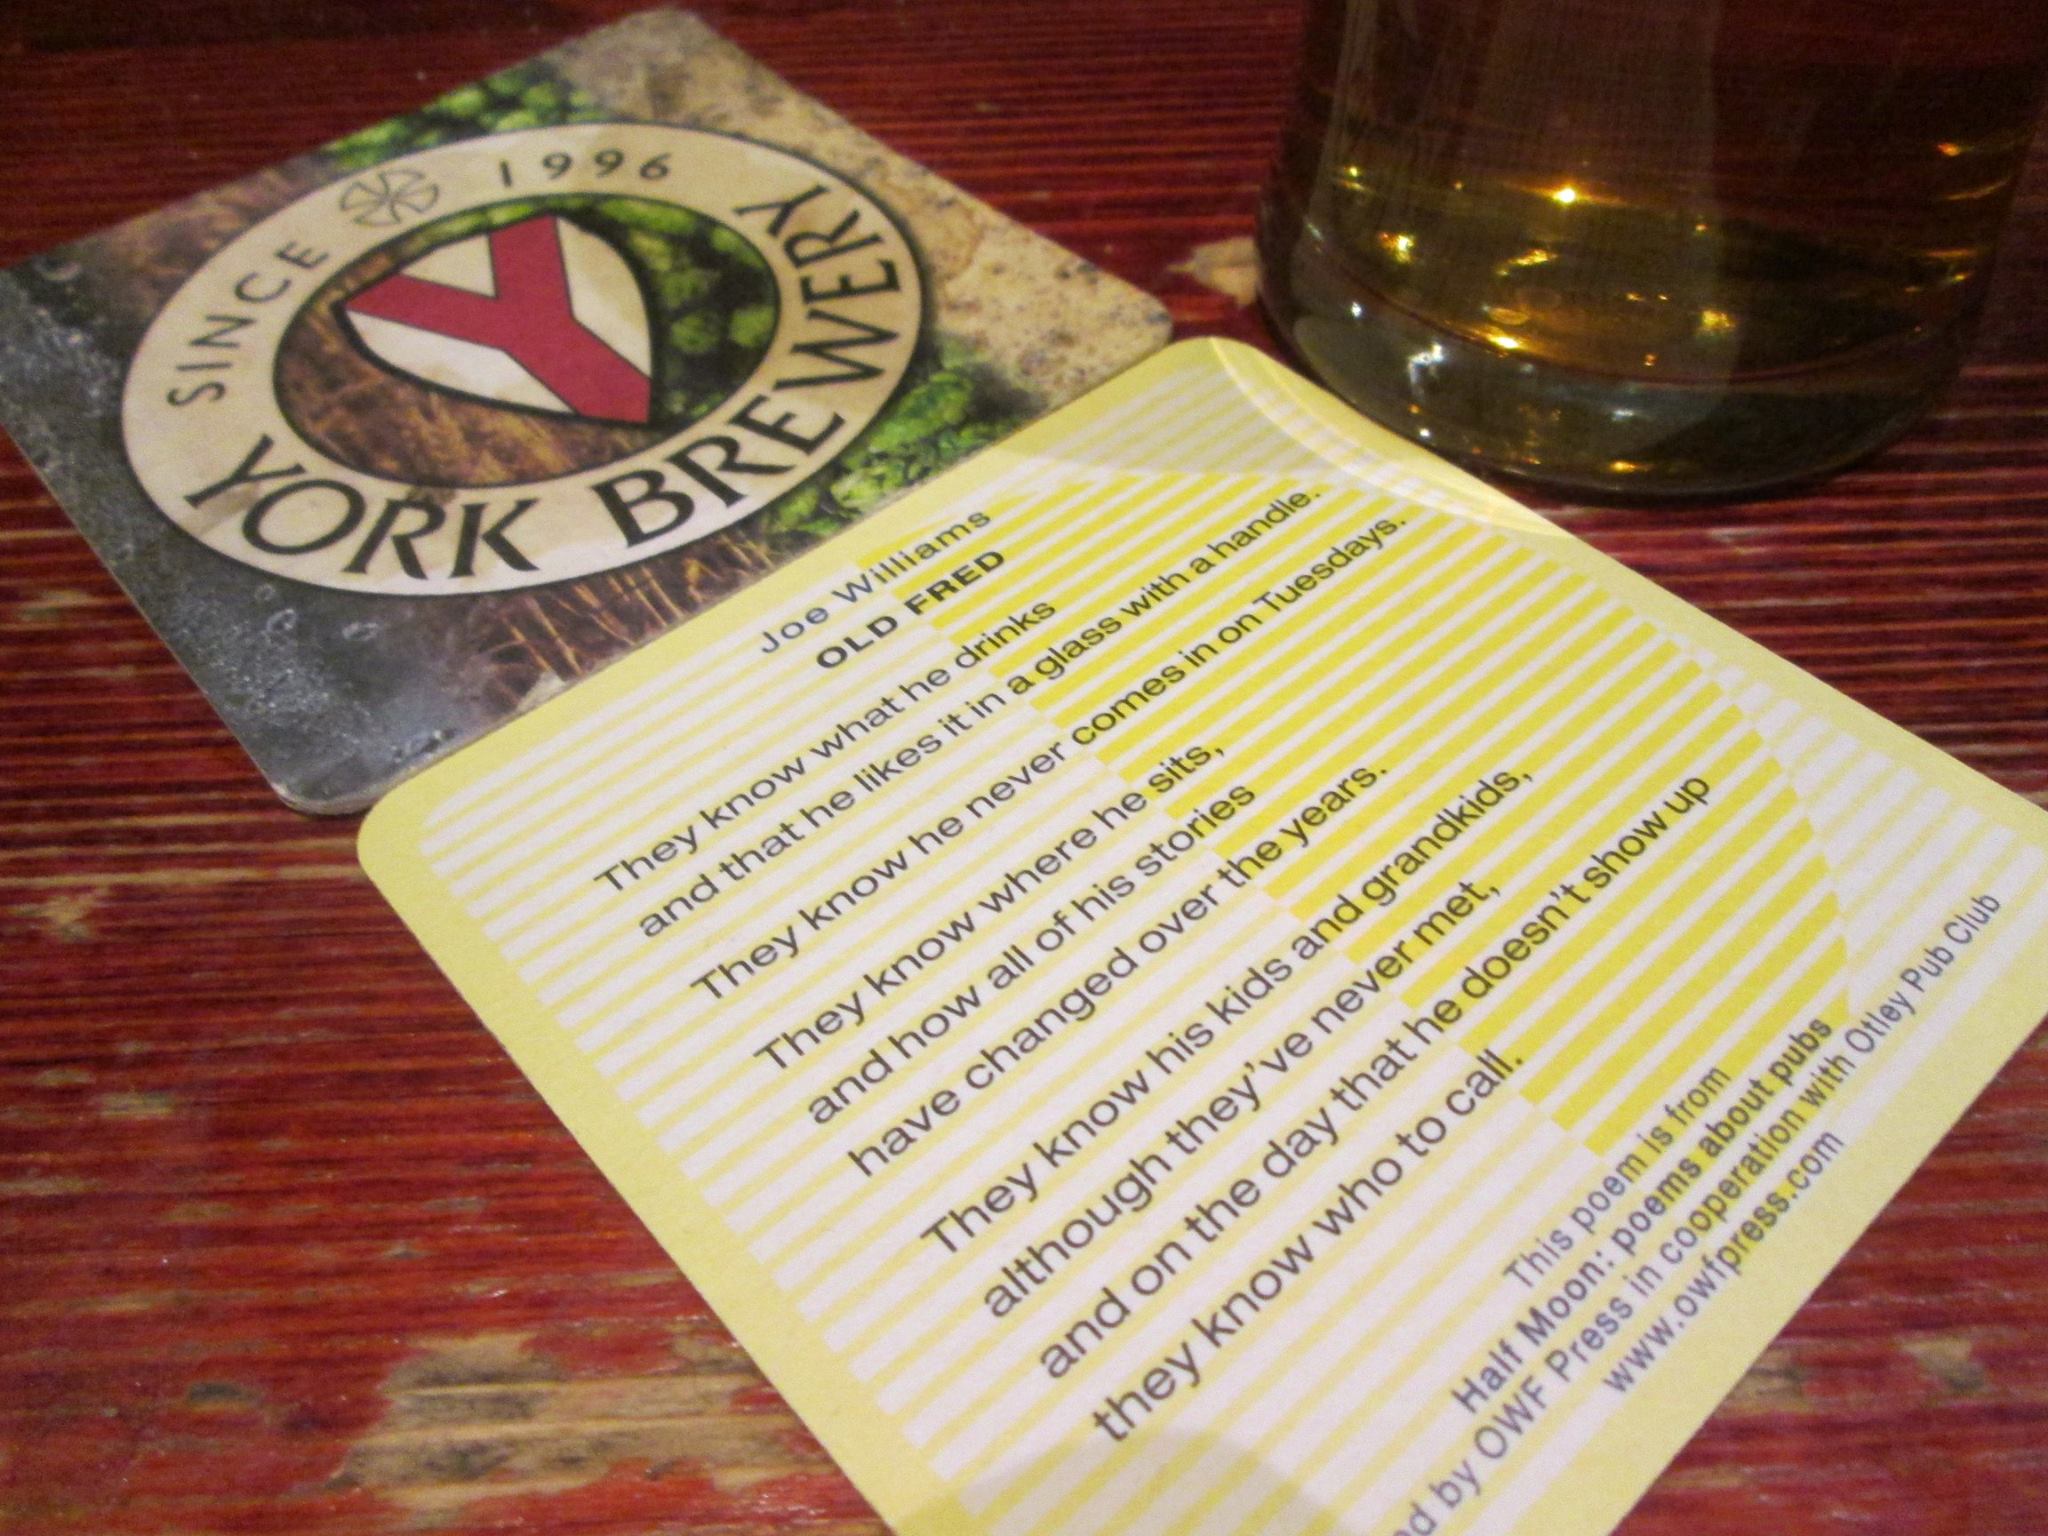 SINCE 1996
YORK BREWERY
Y
Joe Williams
OLD FRED
They know what he drinks
and that he likes it in a glass with a handle.
They know he never comes in on Tuesdays.
They know where he sits,
and how all of his stories
have changed over the years.
They know his kids and grandkids,
although they've never met,
and on the day that he doesn't show up
they know who to call.
This poem is from
Half Moon: poems about pubs
by OWF Press in cooperation with Otley Pub Club
www.owfpress.com